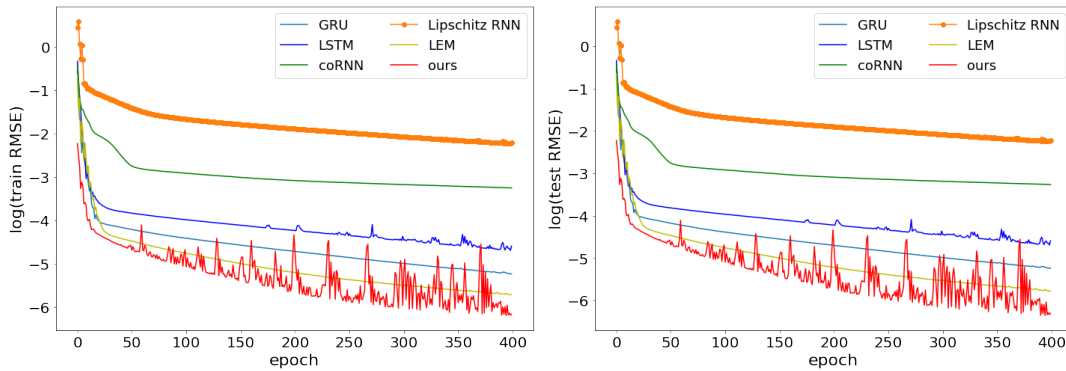 GRU
LSTM
coRNN
Lipschitz RNN
LEM
ours
log(train RMSE)
0
−1
−2
−3
−4
−5
−6
0 50 100 150 200 250 300 350 400
epoch
GRU
LSTM
coRNN
Lipschitz RNN
LEM
ours
log(test RMSE)
0
−1
−2
−3
−4
−5
−6
0 50 100 150 200 250 300 350 400
epoch